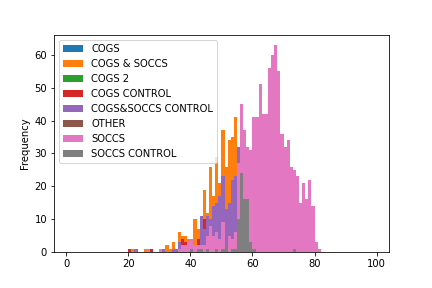 COGS
COGS & SOCCS
COGS 2
COGS CONTROL
COGS&SOCCS CONTROL
OTHER
SOCCS
SOCCS CONTROL
Frequency
60
50
40
30
20
10
0
0 20 40 60 80 100